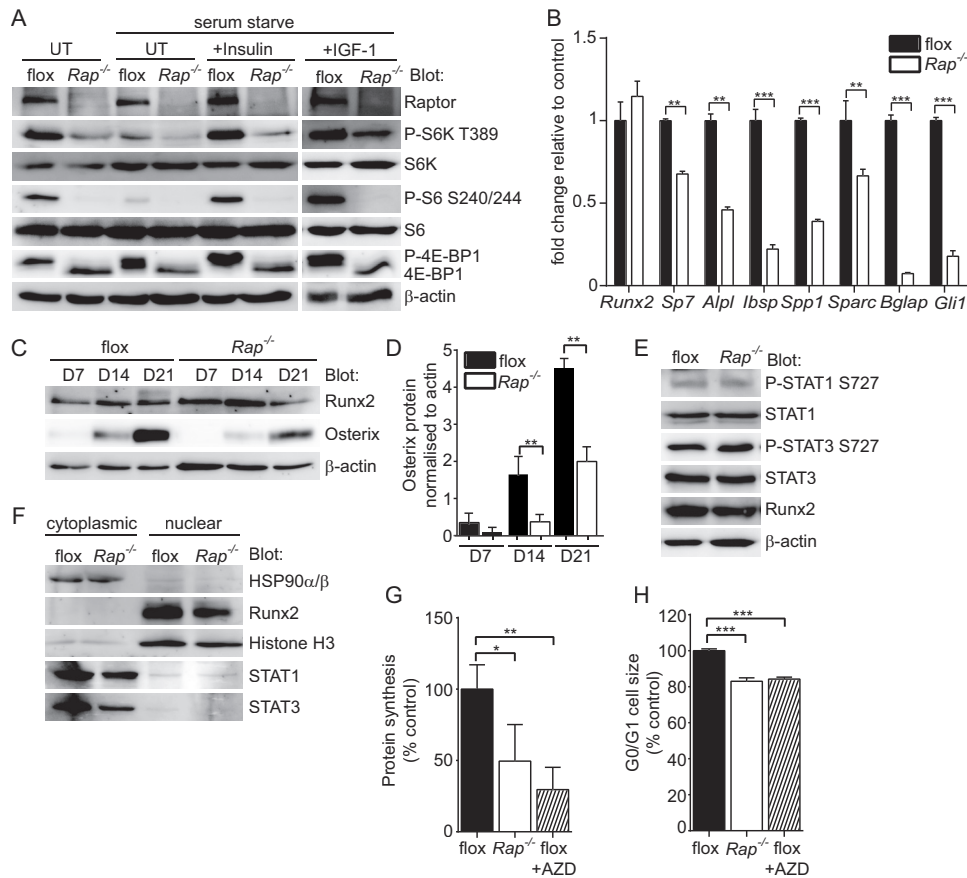 A
serum starve
UT UT +Insulin +IGF-1
flox Rap-/- flox Rap-/- flox Rap-/- flox Rap-/- Blot:
Raptor
P-S6K T389
S6K
P-S6 S240/244
S6
P-4E-BP1
4E-BP1
β-actin
B
flox
Rap-/-
fold change relative to control
1.5
1
0.5
0
** ** *** *** ** *** ***
Runx2 Sp7 Alpl Ibsp Spp1 Sparc Bglap Gli1
C
flox Rap-/-
D7 D14 D21 D7 D14 D21 Blot:
Runx2
Osterix
β-actin
D
flox
Rap-/-
Osterix protein
normalised to actin
5
4
3
2
1
0
** **
D7 D14 D21
E
flox Rap-/- Blot:
P-STAT1 S727
STAT1
P-STAT3 S727
STAT3
Runx2
β-actin
F
cytoplasmic nuclear
flox Rap-/- flox Rap-/- Blot:
HSP90α/β
Runx2
Histone H3
STAT1
STAT3
G
Protein synthesis
(% control)
150
100
50
0
**
*
flox Rap-/- flox
+AZD
H
G0/G1 cell size
(% control)
120
100
80
60
40
20
0
***
***
flox Rap-/- flox
+AZD